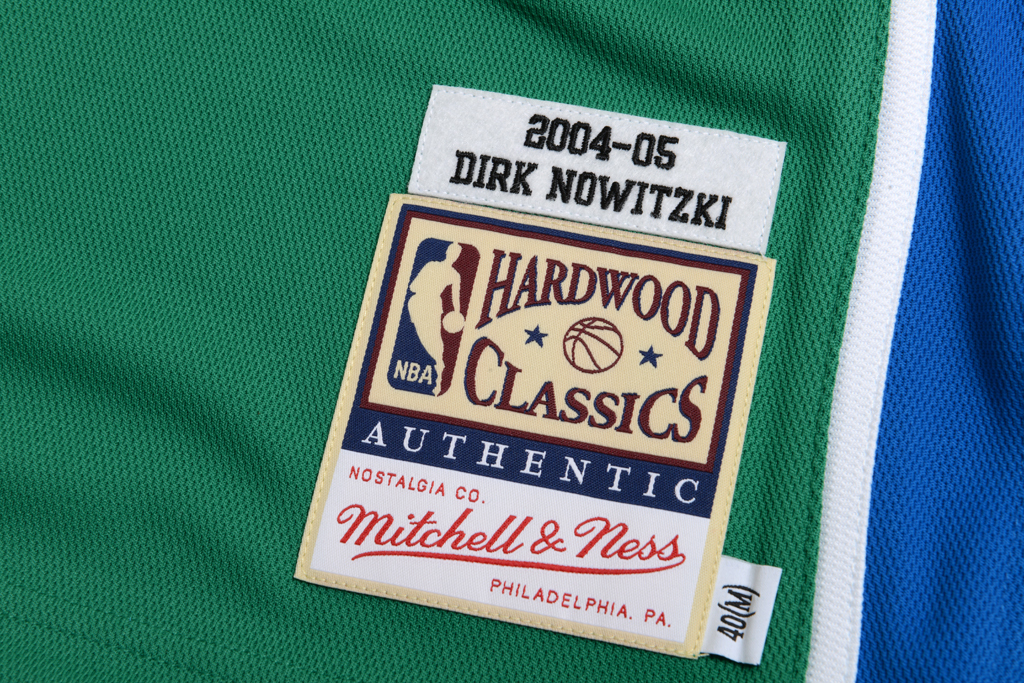 2004-05
DIRK NOWITZKI
HARDWOOD
CLASSICS
NBA
AUTHENTIC
NOSTALGIA CO.
Mitchell & Ness
PHILADELPHIA, PA.
40(M)